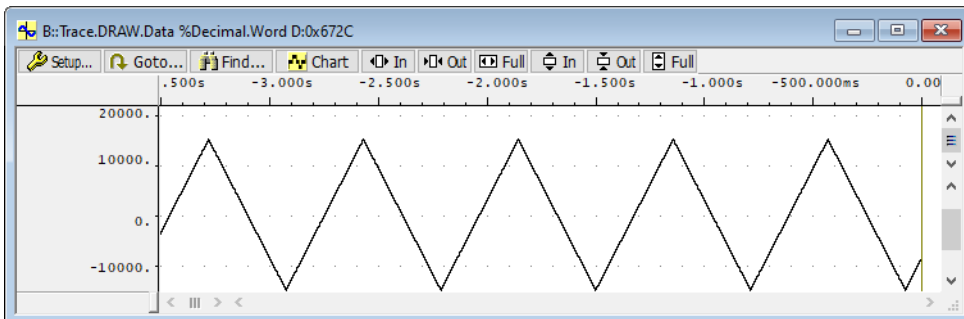 B::Trace.DRAW.Data %Decimal.Word D:0x672C
Setup... Goto... Find... Chart In Out Full In Out Full
.500s -3.000s -2.500s -2.000s -1.500s -1.000s -500.000ms 0.00
20000.
10000.
0.
-10000.